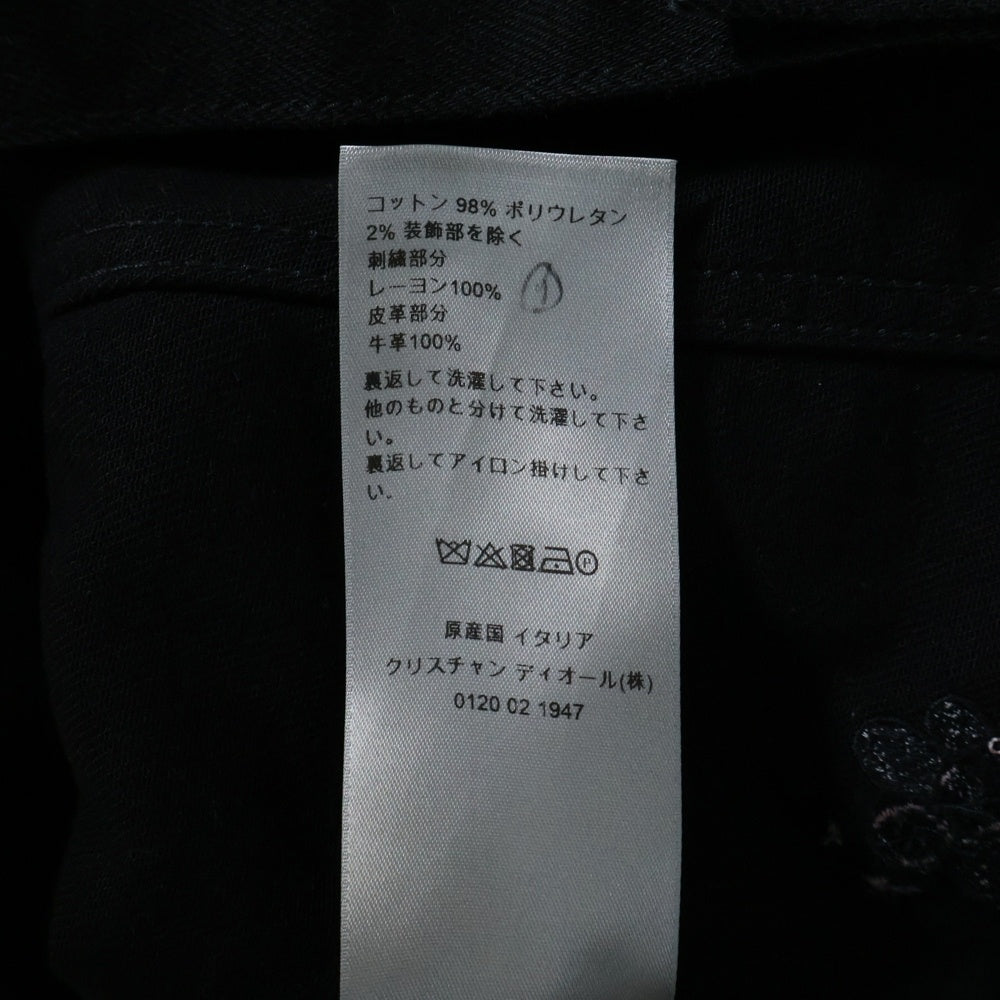 コットン 98% ポリウレタン
2% 装飾部を除く
刺繍部分
レーヨン100%
皮革部分
牛革100%
裏返して洗濯して下さい。
他のものと分けて洗濯して下さ
い。
裏返してアイロン掛けして下さ
い.
P
原産国 イタリア
クリスチャン ディオール(株)
0120 02 1947